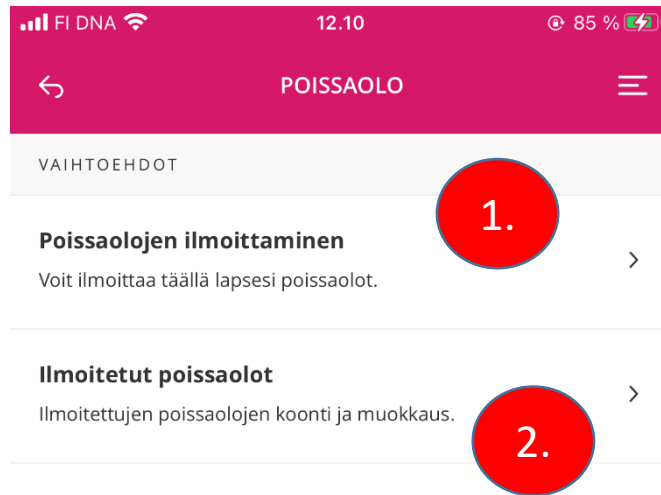 FI DNA 12.10 85 %
POISSAOLO
VAIHTOEHDOT
1.
Poissaolojen ilmoittaminen
Voit ilmoittaa täällä lapsesi poissaolot.
Ilmoitetut poissaolot
Ilmoitettujen poissaolojen koonti ja muokkaus.
2.